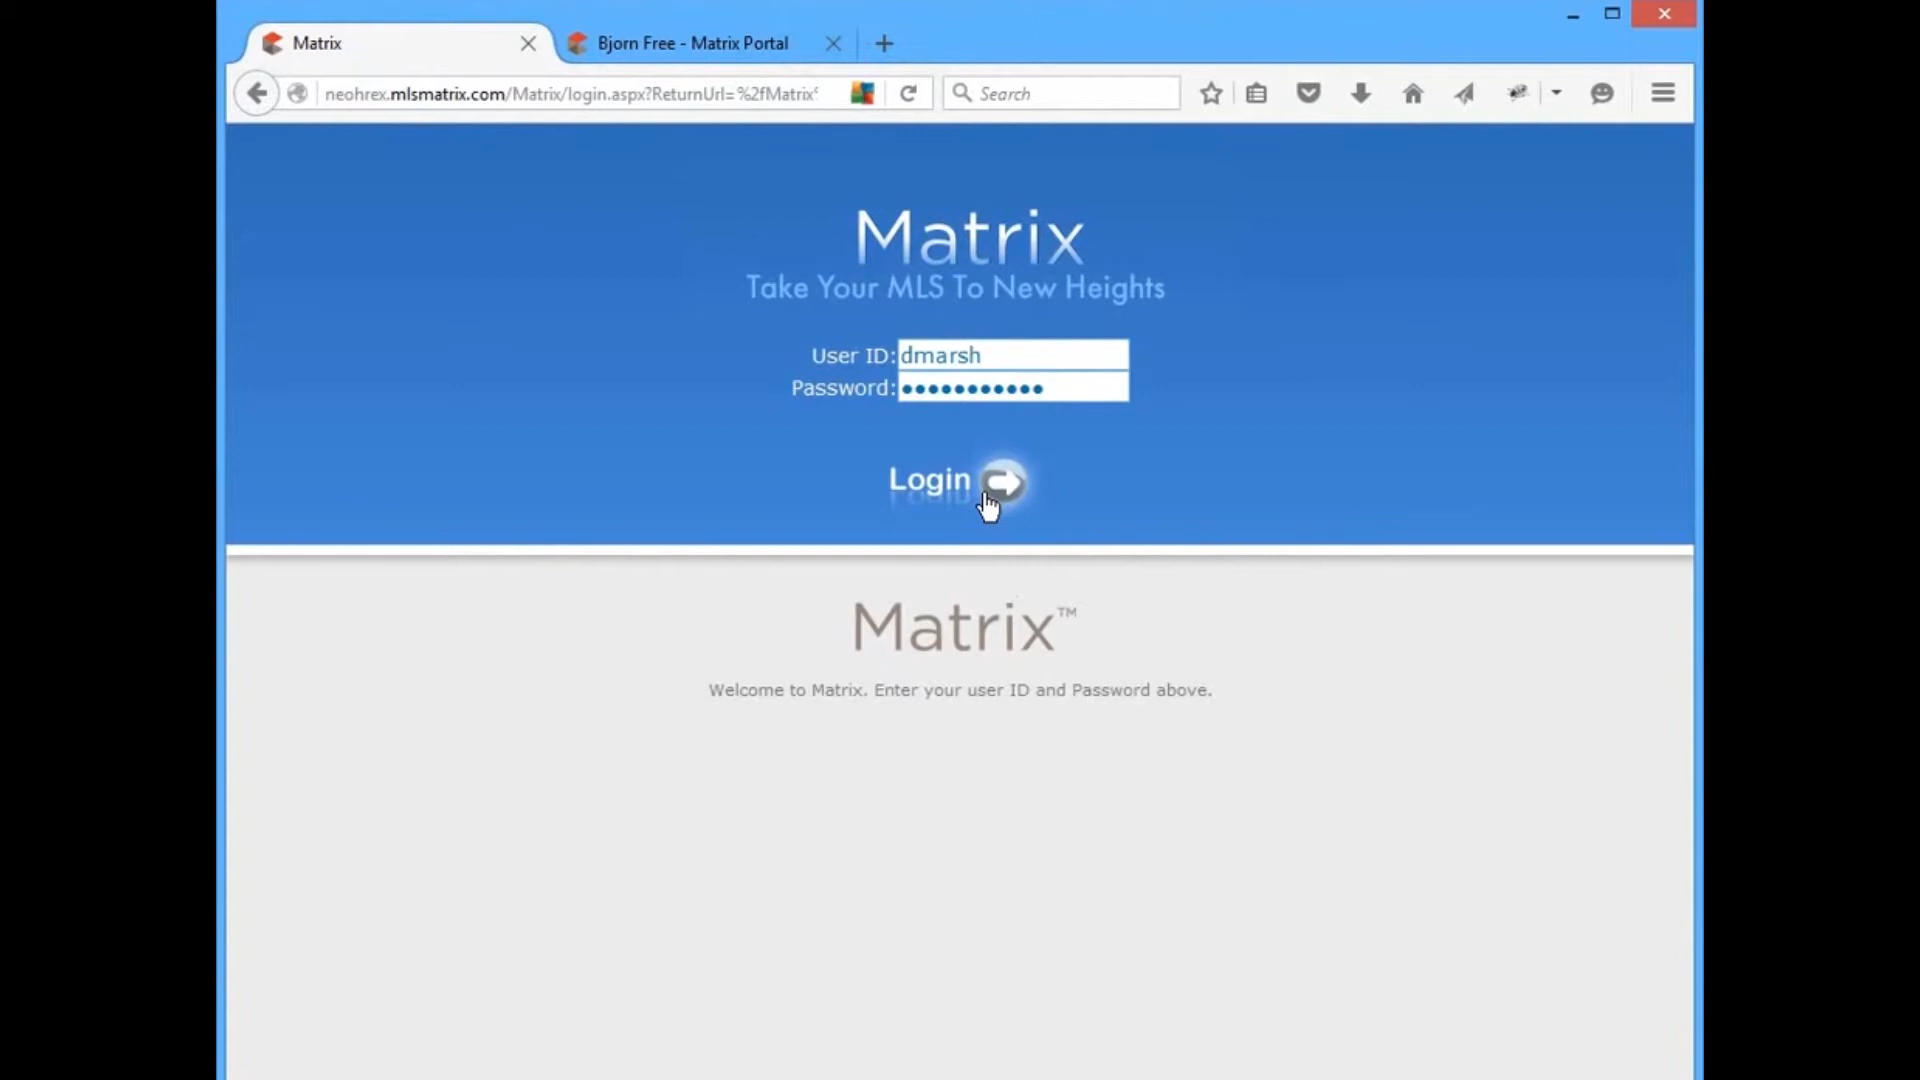 Matrix
Bjorn Free - Matrix Portal
neohrex.mlsmatrix.com/Matrix/login.aspx?ReturnUrl=%2fMatrix
Search
Matrix
Take Your MLS To New Heights
User ID: dmarsh
Password: •••••••••••
Login
Matrix™
Welcome to Matrix. Enter your user ID and Password above.